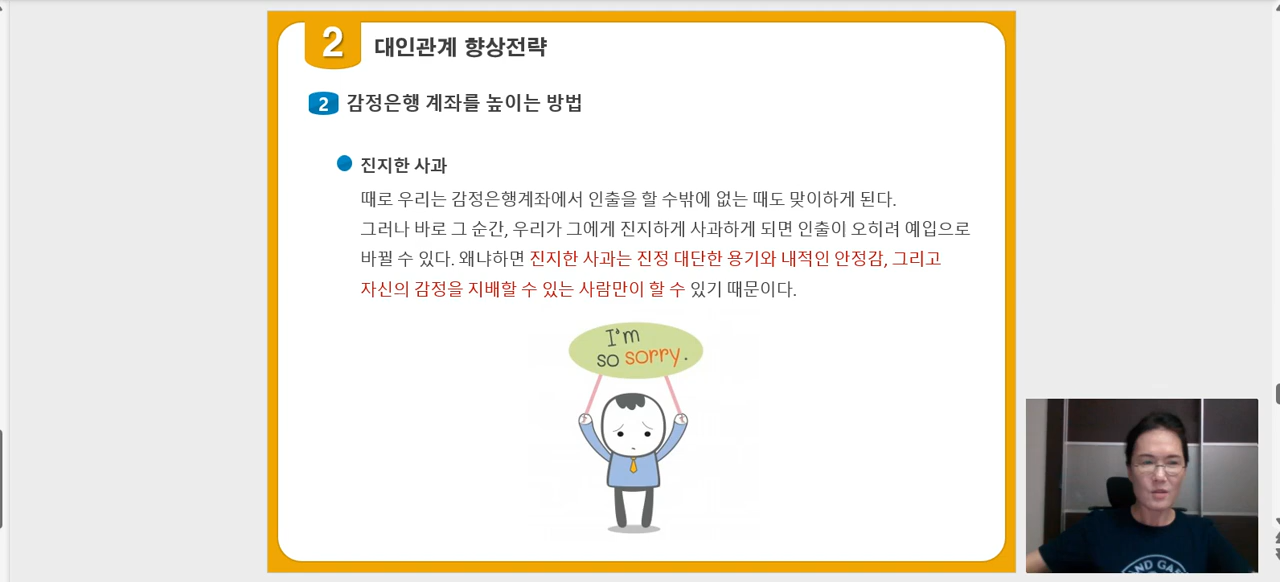 2 대인관계 향상전략
2 감정은행 계좌를 높이는 방법
진지한 사과
때로 우리는 감정은행계좌에서 인출을 할 수밖에 없는 때도 맞이하게 된다.
그러나 바로 그 순간, 우리가 그에게 진지하게 사과하게 되면 인출이 오히려 예입으로
바뀔 수 있다. 왜냐하면 진지한 사과는 진정 대단한 용기와 내적인 안정감, 그리고
자신의 감정을 지배할 수 있는 사람만이 할 수 있기 때문이다.
I'm
so sorry.